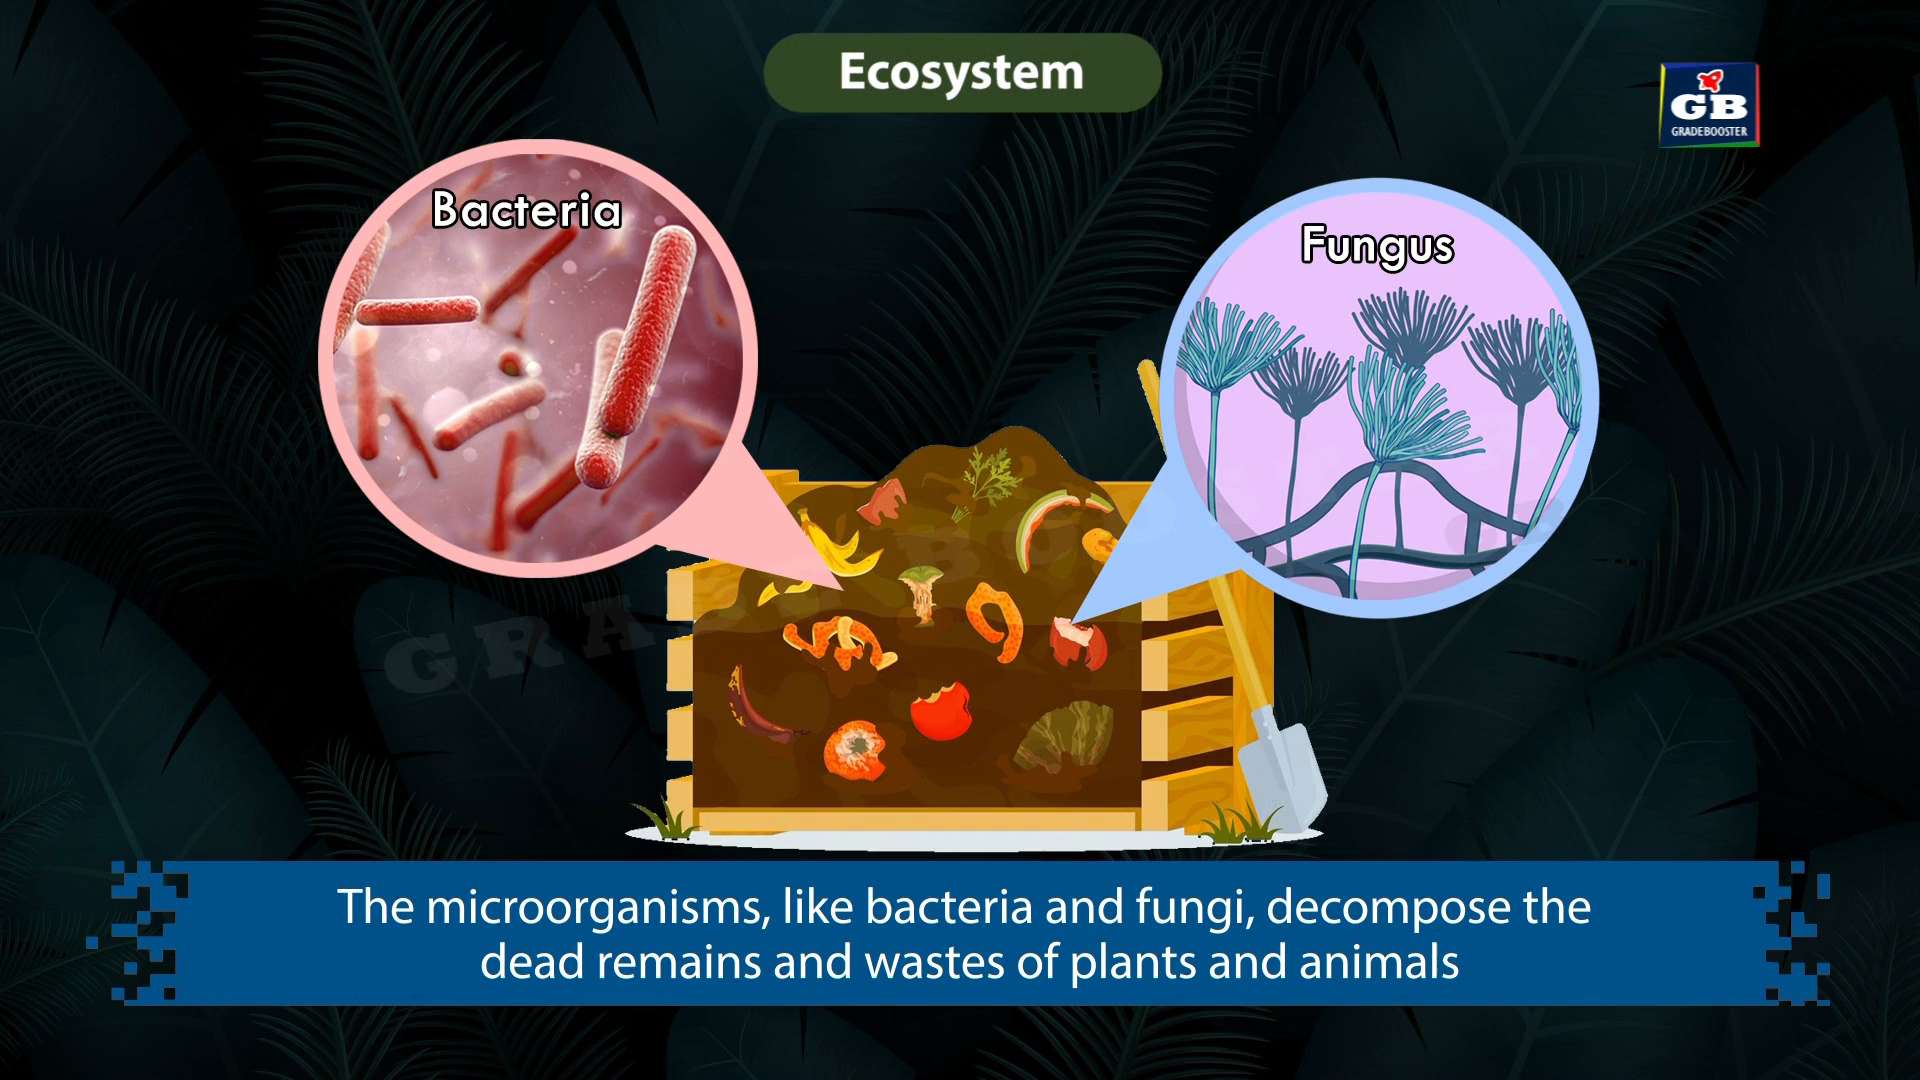 Ecosystem
GB
GRADEBOOSTER
Bacteria
Fungus
The microorganisms, like bacteria and fungi, decompose the
dead remains and wastes of plants and animals